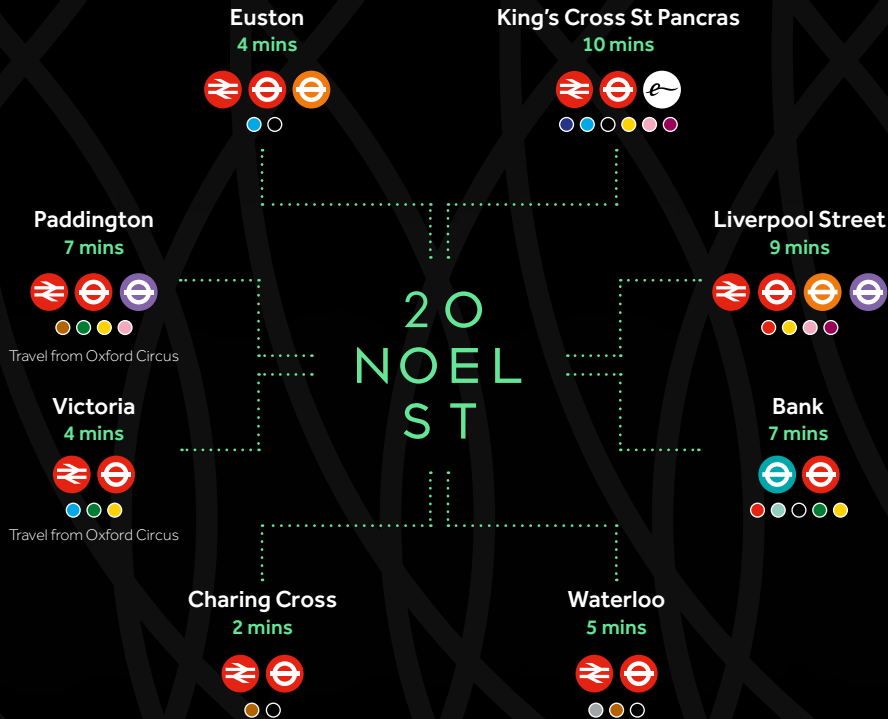 Euston
4 mins
King's Cross St Pancras
10 mins
e
Paddington
7 mins
Travel from Oxford Circus
Liverpool Street
9 mins
20
NOEL
ST
Victoria
4 mins
Travel from Oxford Circus
Bank
7 mins
Charing Cross
2 mins
Waterloo
5 mins